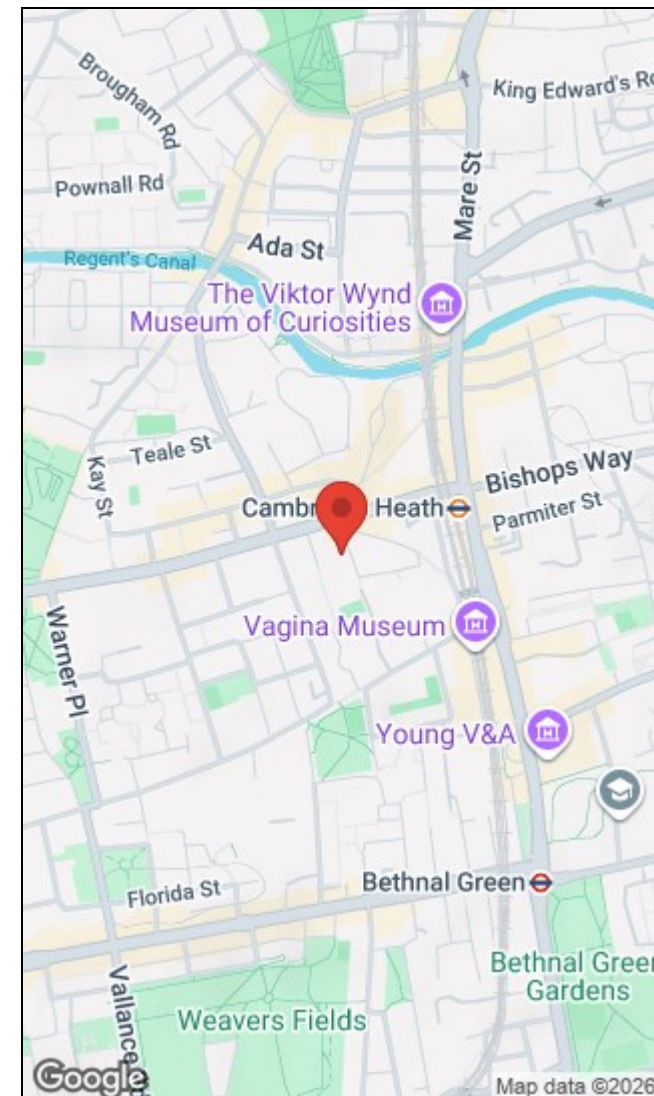 Brougham Rd
King Edward's Rd
Pownall Rd
Mare St
Ada St
Regent's Canal
The Viktor Wynd
Museum of Curiosities
Teale St
Kay St
Bishops Way
Heath
Parmiter St
Warner Pl
Vagina Museum
Young V&A
Bethnal Green
Florida St
Bethnal Green
Gardens
Vallance
Weavers Fields
Google
Map data ©2026